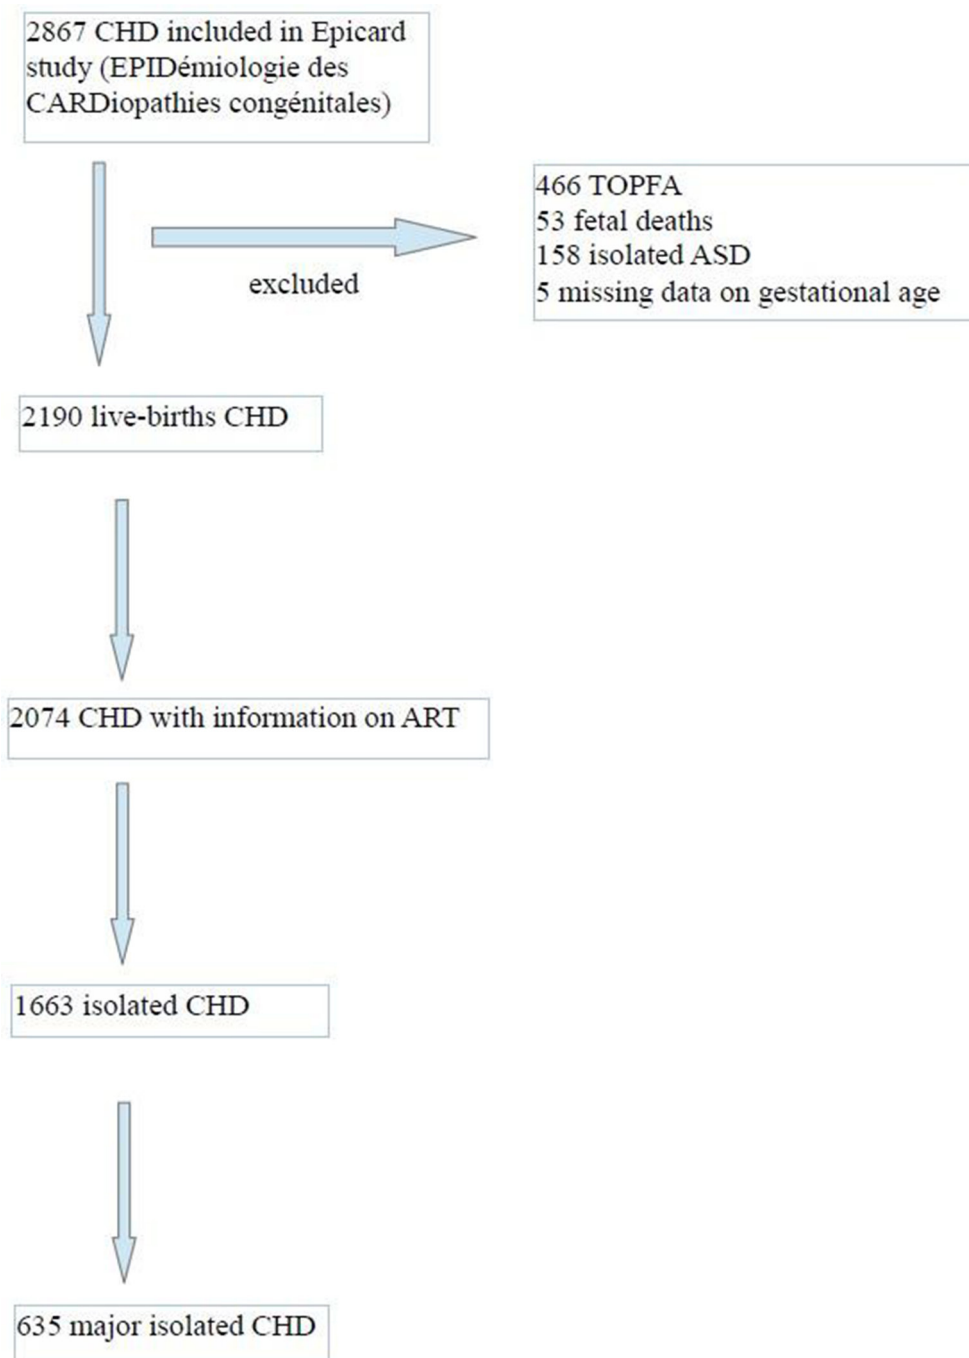 2867 CHD included in Epicard
study (EPIDémiologie des
CARDiopathies congénitales)
466 TOPFA
53 fetal deaths
158 isolated ASD
5 missing data on gestational age
excluded
2190 live-births CHD
2074 CHD with information on ART
1663 isolated CHD
635 major isolated CHD